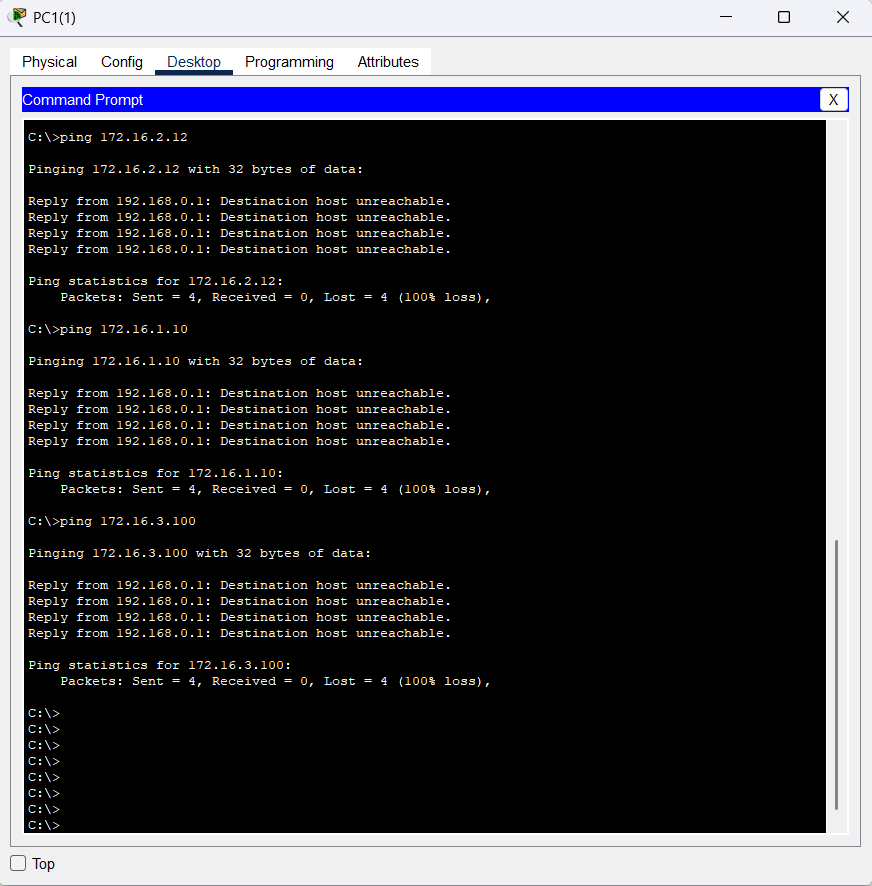 PC1(1)
Physical Config Desktop Programming Attributes
Command Prompt X
C:\>ping 172.16.2.12
Pinging 172.16.2.12 with 32 bytes of data:
Reply from 192.168.0.1: Destination host unreachable.
Reply from 192.168.0.1: Destination host unreachable.
Reply from 192.168.0.1: Destination host unreachable.
Reply from 192.168.0.1: Destination host unreachable.
Ping statistics for 172.16.2.12:
Packets: Sent = 4, Received = 0, Lost = 4 (100% loss),
C:\>ping 172.16.1.10
Pinging 172.16.1.10 with 32 bytes of data:
Reply from 192.168.0.1: Destination host unreachable.
Reply from 192.168.0.1: Destination host unreachable.
Reply from 192.168.0.1: Destination host unreachable.
Reply from 192.168.0.1: Destination host unreachable.
Ping statistics for 172.16.1.10:
Packets: Sent = 4, Received = 0, Lost = 4 (100% loss),
C:\>ping 172.16.3.100
Pinging 172.16.3.100 with 32 bytes of data:
Reply from 192.168.0.1: Destination host unreachable.
Reply from 192.168.0.1: Destination host unreachable.
Reply from 192.168.0.1: Destination host unreachable.
Reply from 192.168.0.1: Destination host unreachable.
Ping statistics for 172.16.3.100:
Packets: Sent = 4, Received = 0, Lost = 4 (100% loss),
C:\>
C:\>
C:\>
C:\>
C:\>
C:\>
C:\>
C:\>
Top